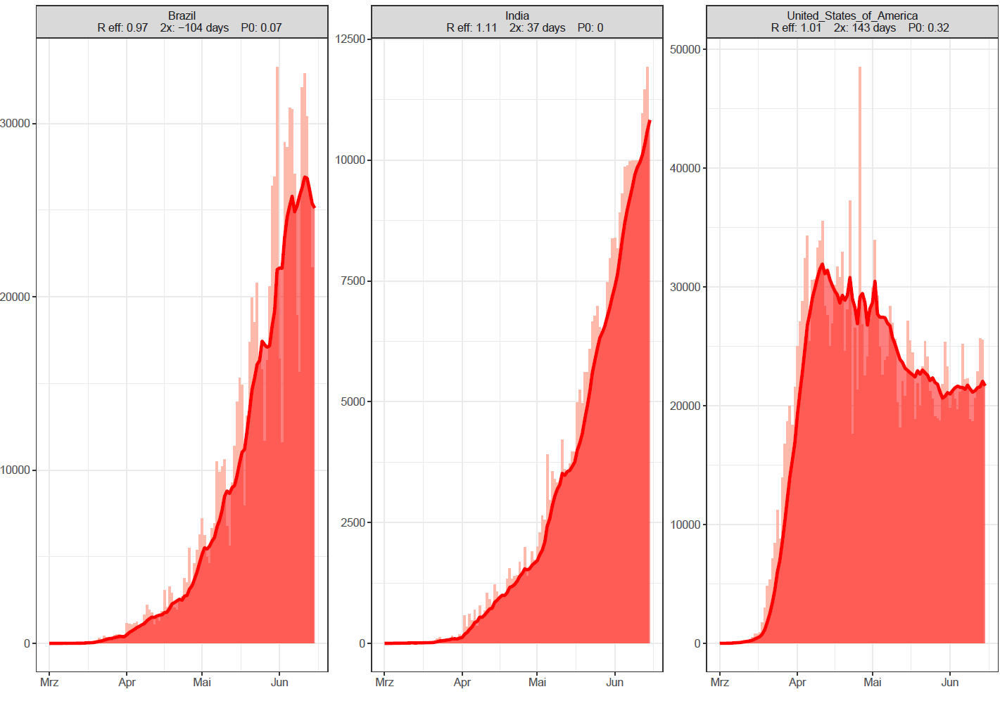 Brazil
R eff: 0.97 2x: −104 days P0: 0.07
30000
20000
10000
0
Mrz Apr Mai Jun
India
R eff: 1.11 2x: 37 days P0: 0
12500
10000
7500
5000
2500
0
Mrz Apr Mai Jun
United_States_of_America
R eff: 1.01 2x: 143 days P0: 0.32
50000
40000
30000
20000
10000
0
Mrz Apr Mai Jun